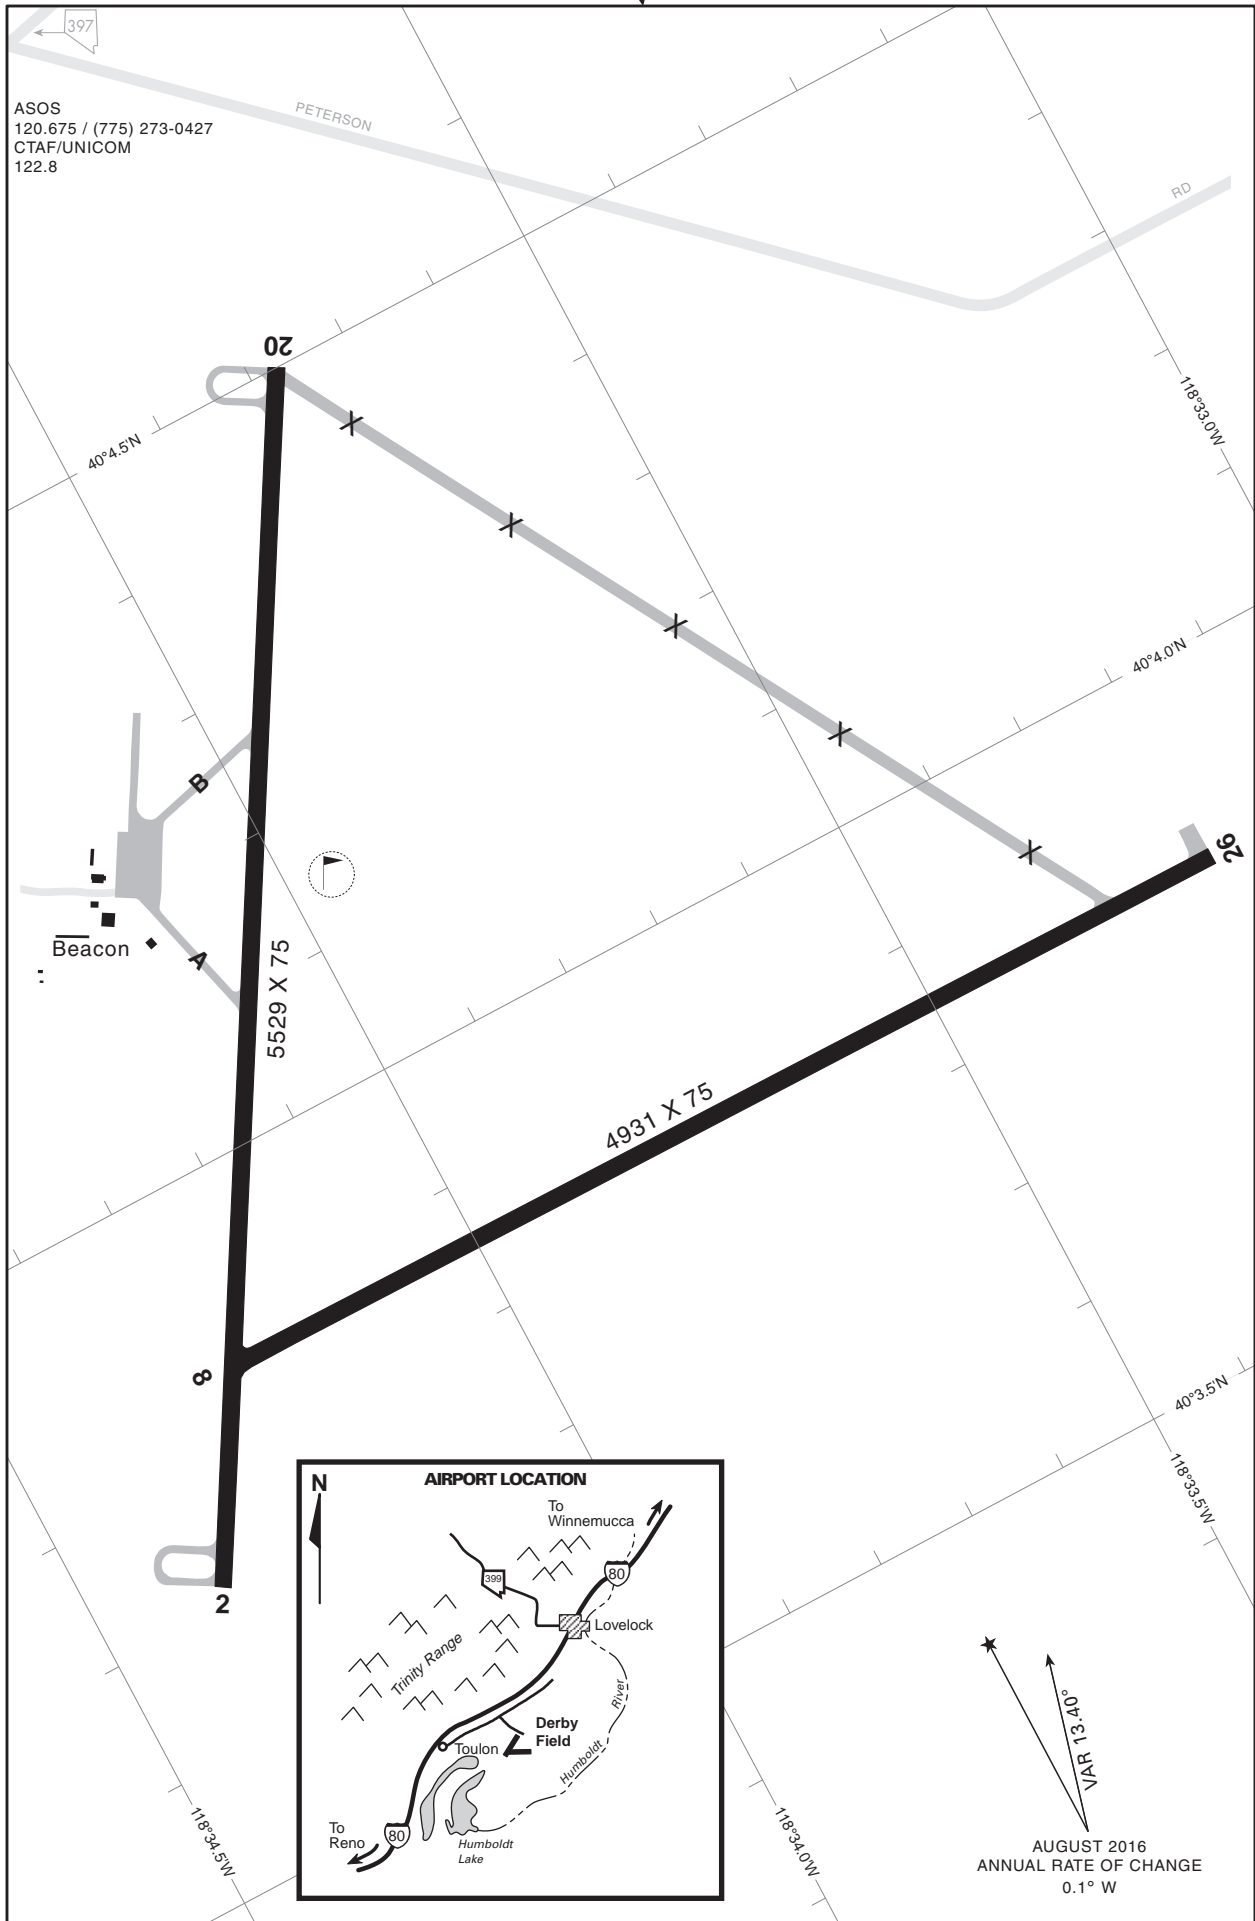 397
PETERSON
RD
ASOS
120.675 / (775) 273-0427
CTAF/UNICOM
122.8
20
40°4.5'N
118°33.0'W
40°4.0'N
B
26
Beacon
A
5529 X 75
4931 X 75
8
40°3.5'N
118°33.5'W
2
AIRPORT LOCATION
N
To
Winnemucca
399
80
Lovelock
Trinity Range
River
Derby
Field
Toulon
Humboldt
To
Reno
80
Humboldt
Lake
118°34.5'W
118°34.0'W
VAR 13.40°
AUGUST 2016
ANNUAL RATE OF CHANGE
0.1° W